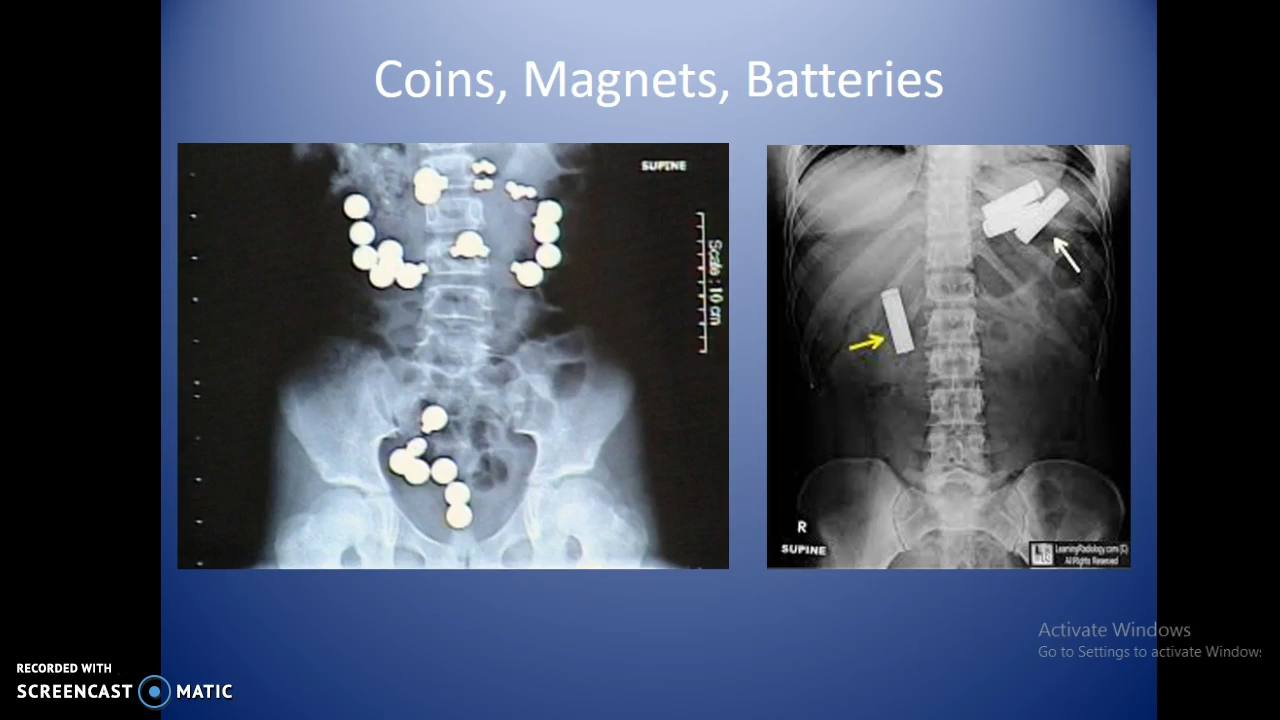 Coins, Magnets, Batteries
SUPINE
Scale : 10 cm
R
SUPINE
LearningRadiology.com (C)
All Rights Reserved
Activate Windows
Go to Settings to activate Windows
RECORDED WITH
SCREENCAST MATIC